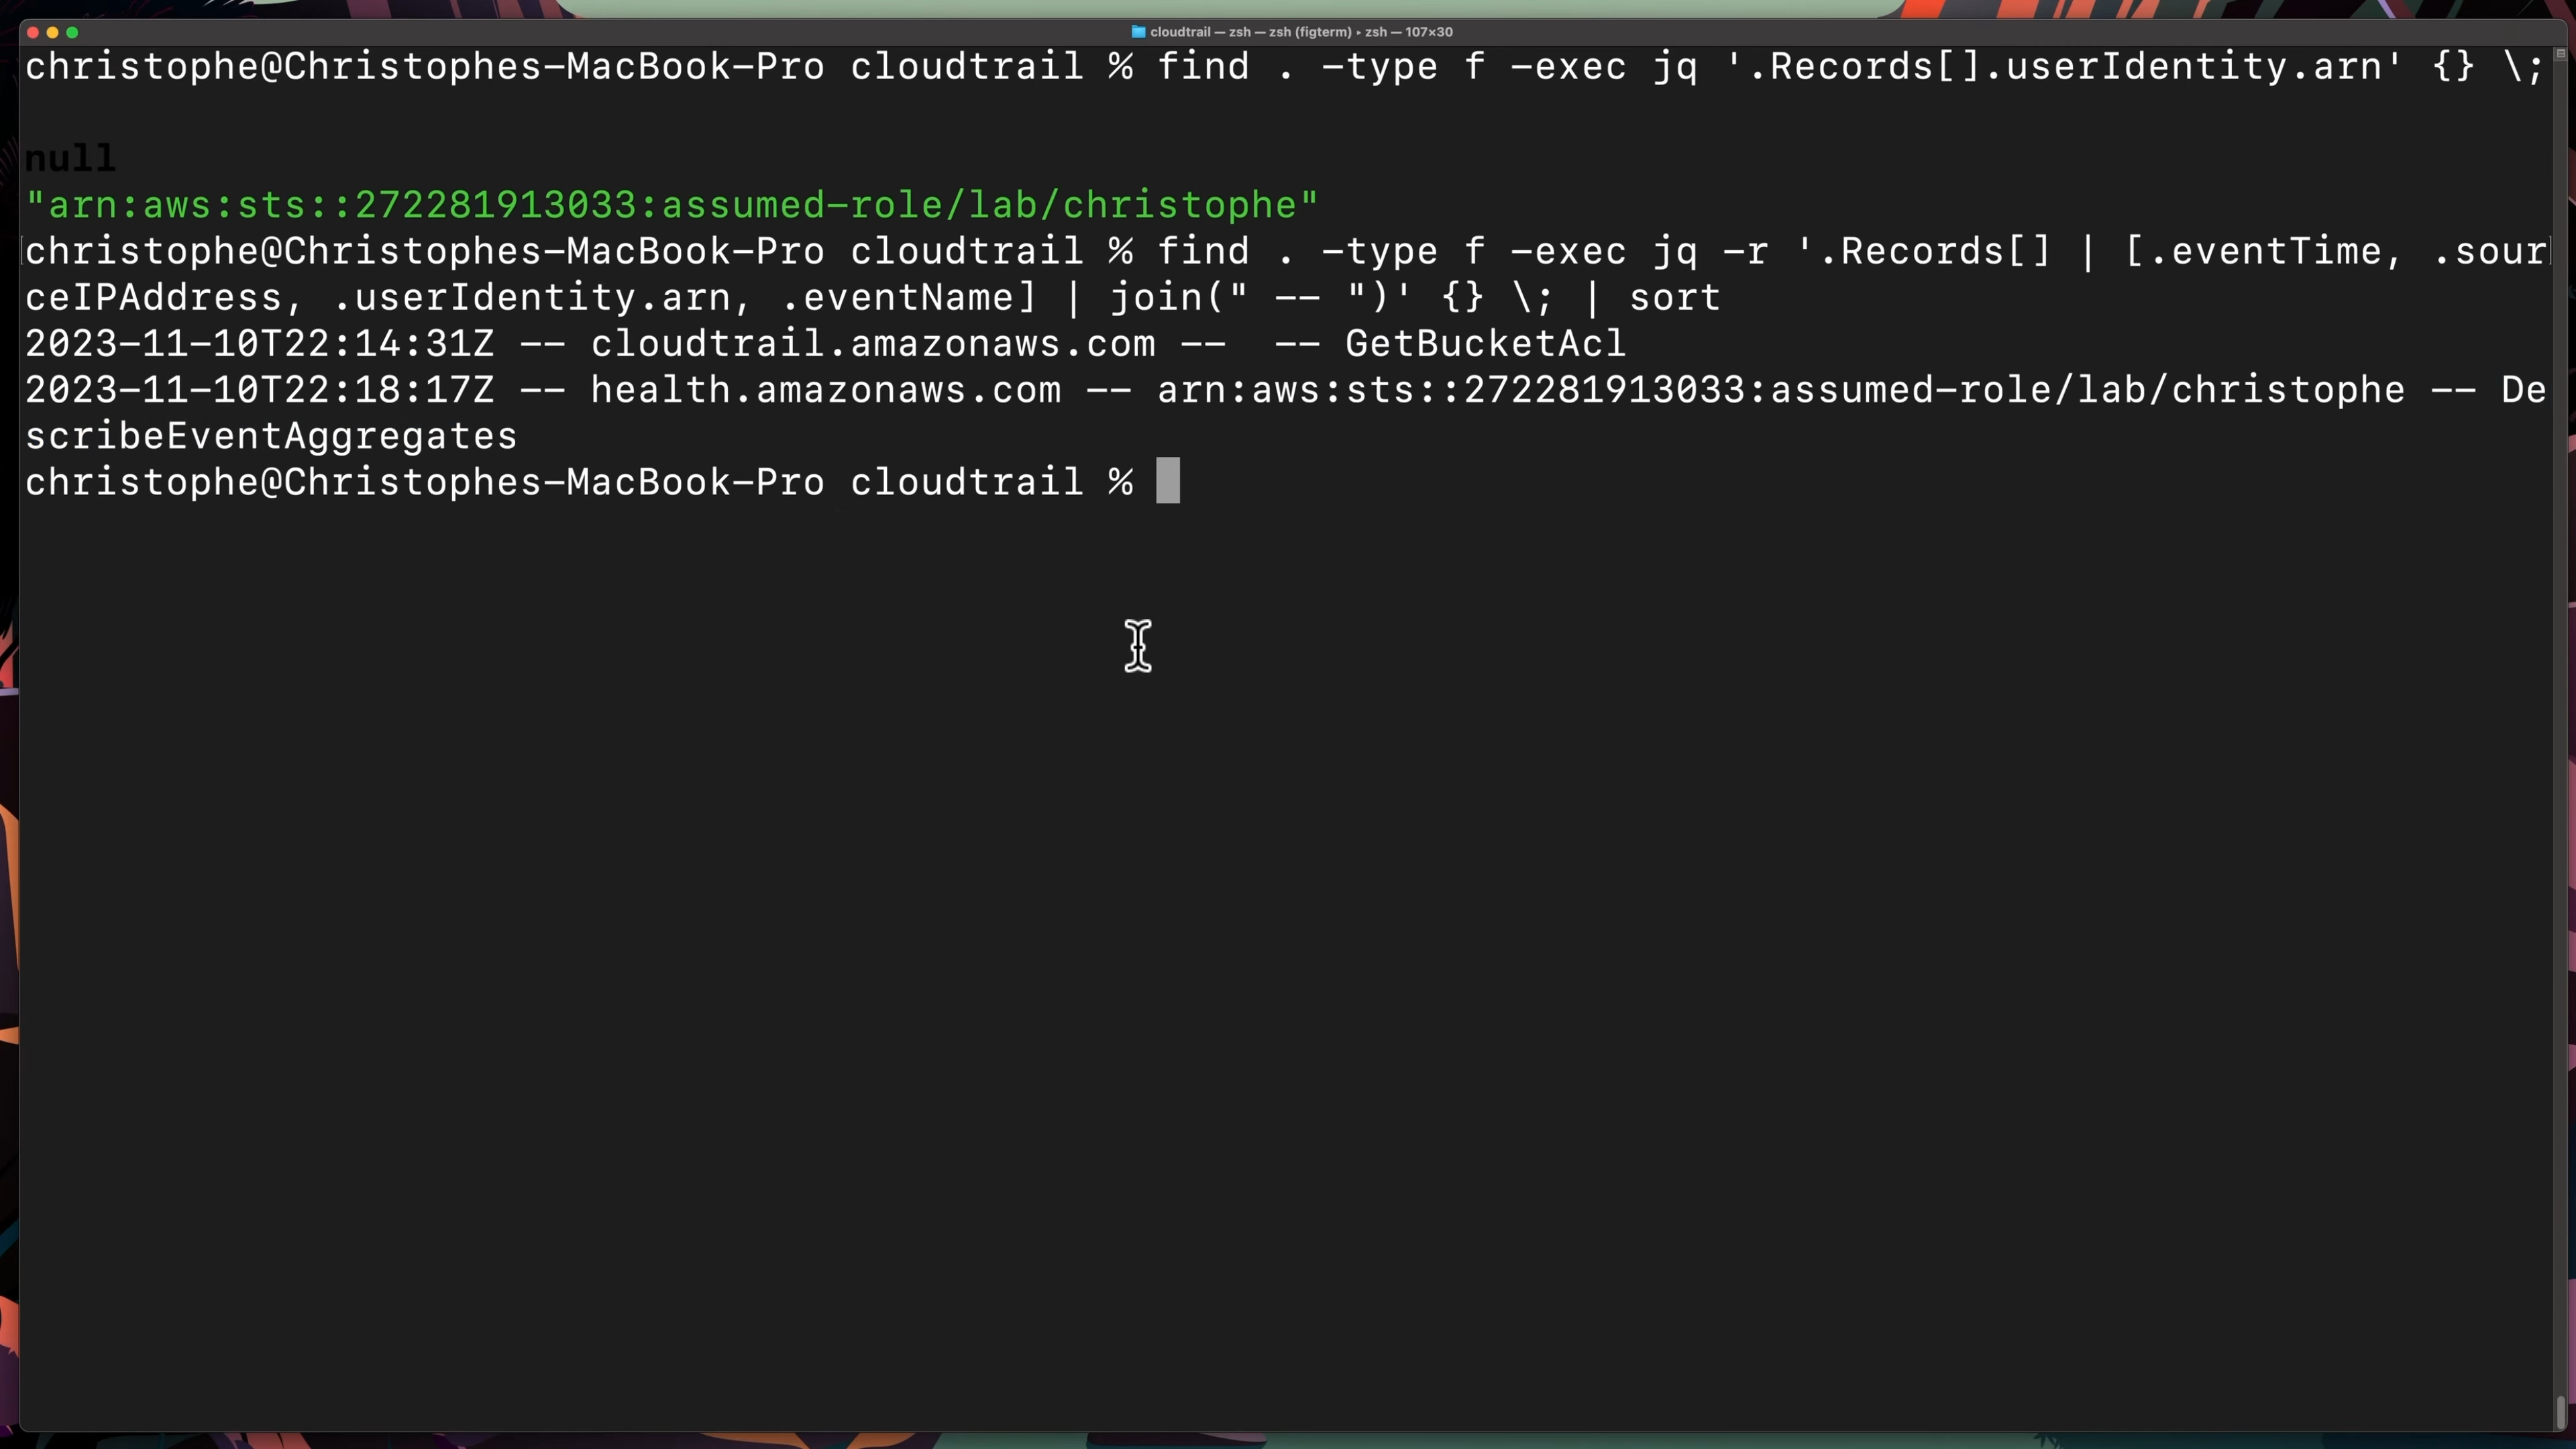 cloudtrail — zsh — zsh (figterm) ▸ zsh — 107×30
christophe@Christophes-MacBook-Pro cloudtrail % find . -type f -exec jq '.Records[].userIdentity.arn' {} \;
null
"arn:aws:sts::272281913033:assumed-role/lab/christophe"
christophe@Christophes-MacBook-Pro cloudtrail % find . -type f -exec jq -r '.Records[] | [.eventTime, .sour
ceIPAddress, .userIdentity.arn, .eventName] | join(" -- ")' {} \; | sort
2023-11-10T22:14:31Z -- cloudtrail.amazonaws.com --  -- GetBucketAcl
2023-11-10T22:18:17Z -- health.amazonaws.com -- arn:aws:sts::272281913033:assumed-role/lab/christophe -- De
scribeEventAggregates
christophe@Christophes-MacBook-Pro cloudtrail %